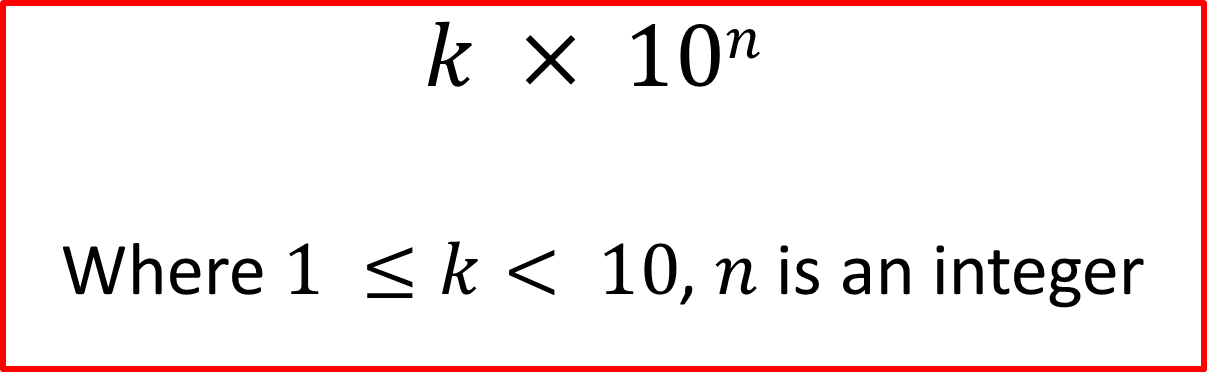 k × 10ⁿ
Where 1 ≤ k < 10, n is an integer